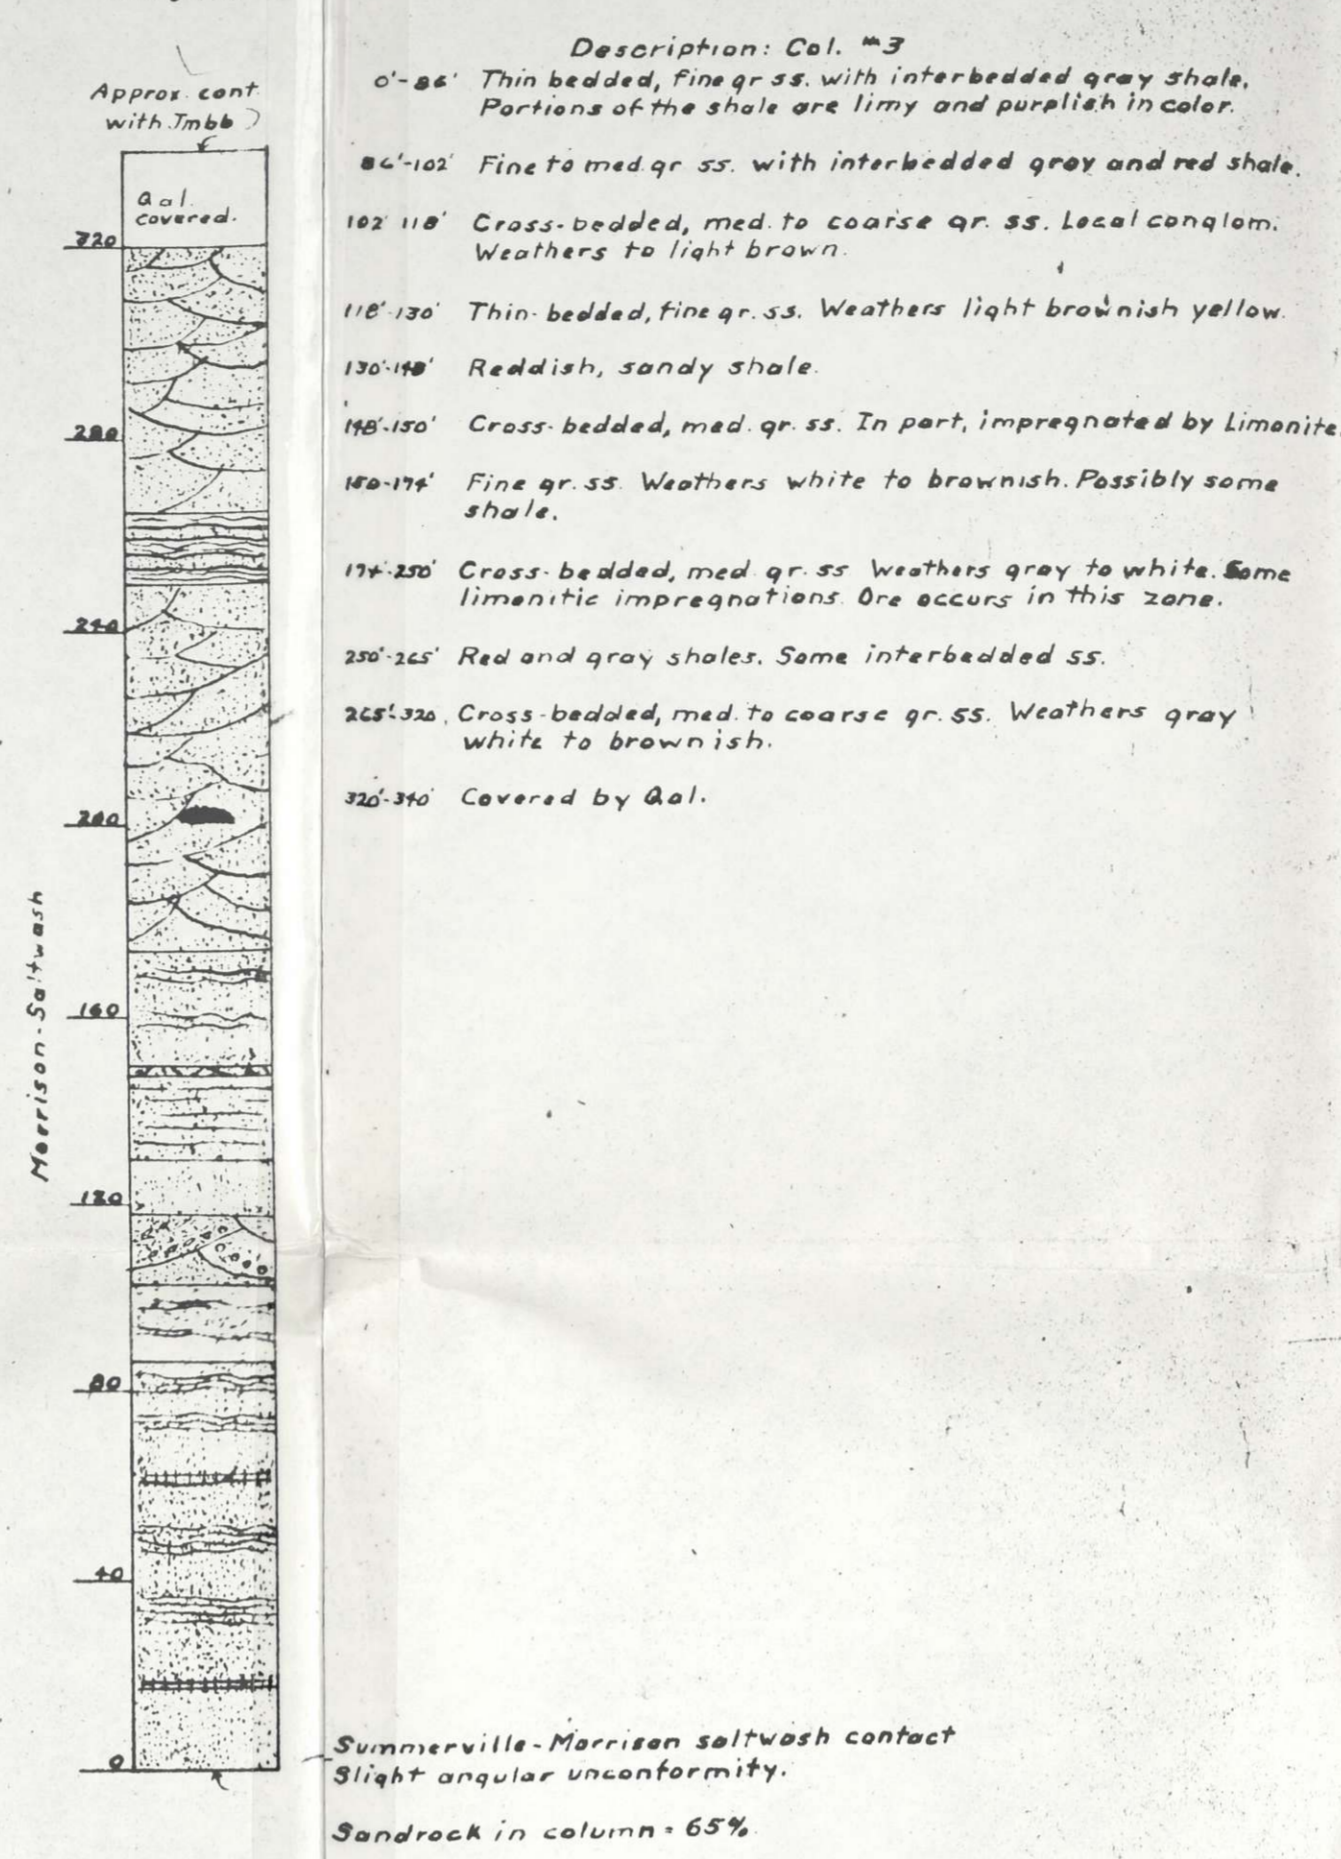 Description: Col. #3
Approx. cont.
with Jmbb
0'-86' Thin bedded, fine gr ss. with interbedded gray shale.
Portions of the shale are limy and purplish in color.
86'-102' Fine to med. gr ss. with interbedded gray and red shale.
102' 118' Cross-bedded, med. to coarse gr. ss. Local conglom.
Weathers to light brown.
118'-130' Thin-bedded, fine gr. ss. Weathers light brownish yellow.
130'-148' Reddish, sandy shale.
148'-150' Cross-bedded, med. gr. ss. In part, impregnated by Limonite
150-174' Fine gr. ss. Weathers white to brownish. Possibly some
shale.
174-250' Cross-bedded, med. gr. ss Weathers gray to white. Some
limonitic impregnations. Ore occurs in this zone.
250'-265' Red and gray shales. Some interbedded ss.
265'-320. Cross-bedded, med. to coarse gr. ss. Weathers gray
white to brownish.
320'-340' Covered by Qal.
Qal.
covered.
320
280
240
200
160
120
80
40
0
Morrison-Saltwash
Summerville-Morrison saltwash contact
Slight angular unconformity.
Sandrock in column = 65%